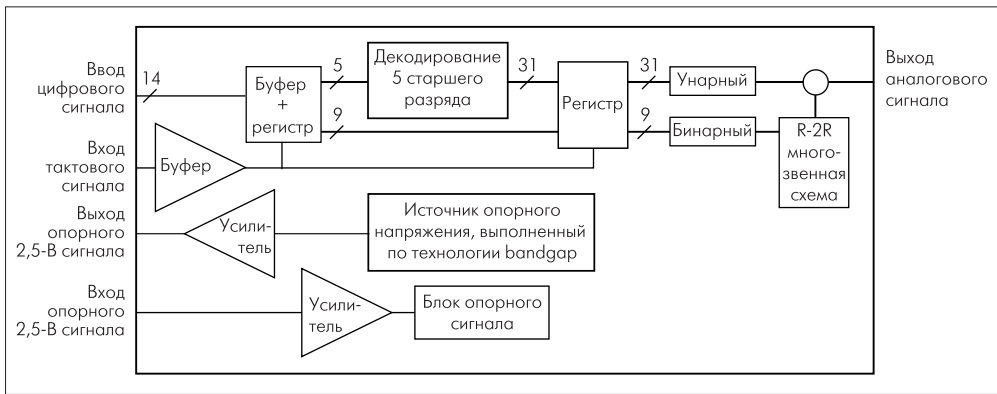 Ввод
цифрового
сигнала
14
Буфер
+
регистр
5
9
Декодирование
5 старшего
разряда
31
Регистр
31
9
Унарный
Бинарный
R-2R
много-
звенная
схема
Выход
аналогового
сигнала
Вход
тактового
сигнала
Буфер
Выход
опорного
2,5-В сигнала
Усили-
тель
Источник опорного
напряжения, выполненный
по технологии bandgap
Вход
опорного
2,5-В сигнала
Усили-
тель
Блок опорного
сигнала